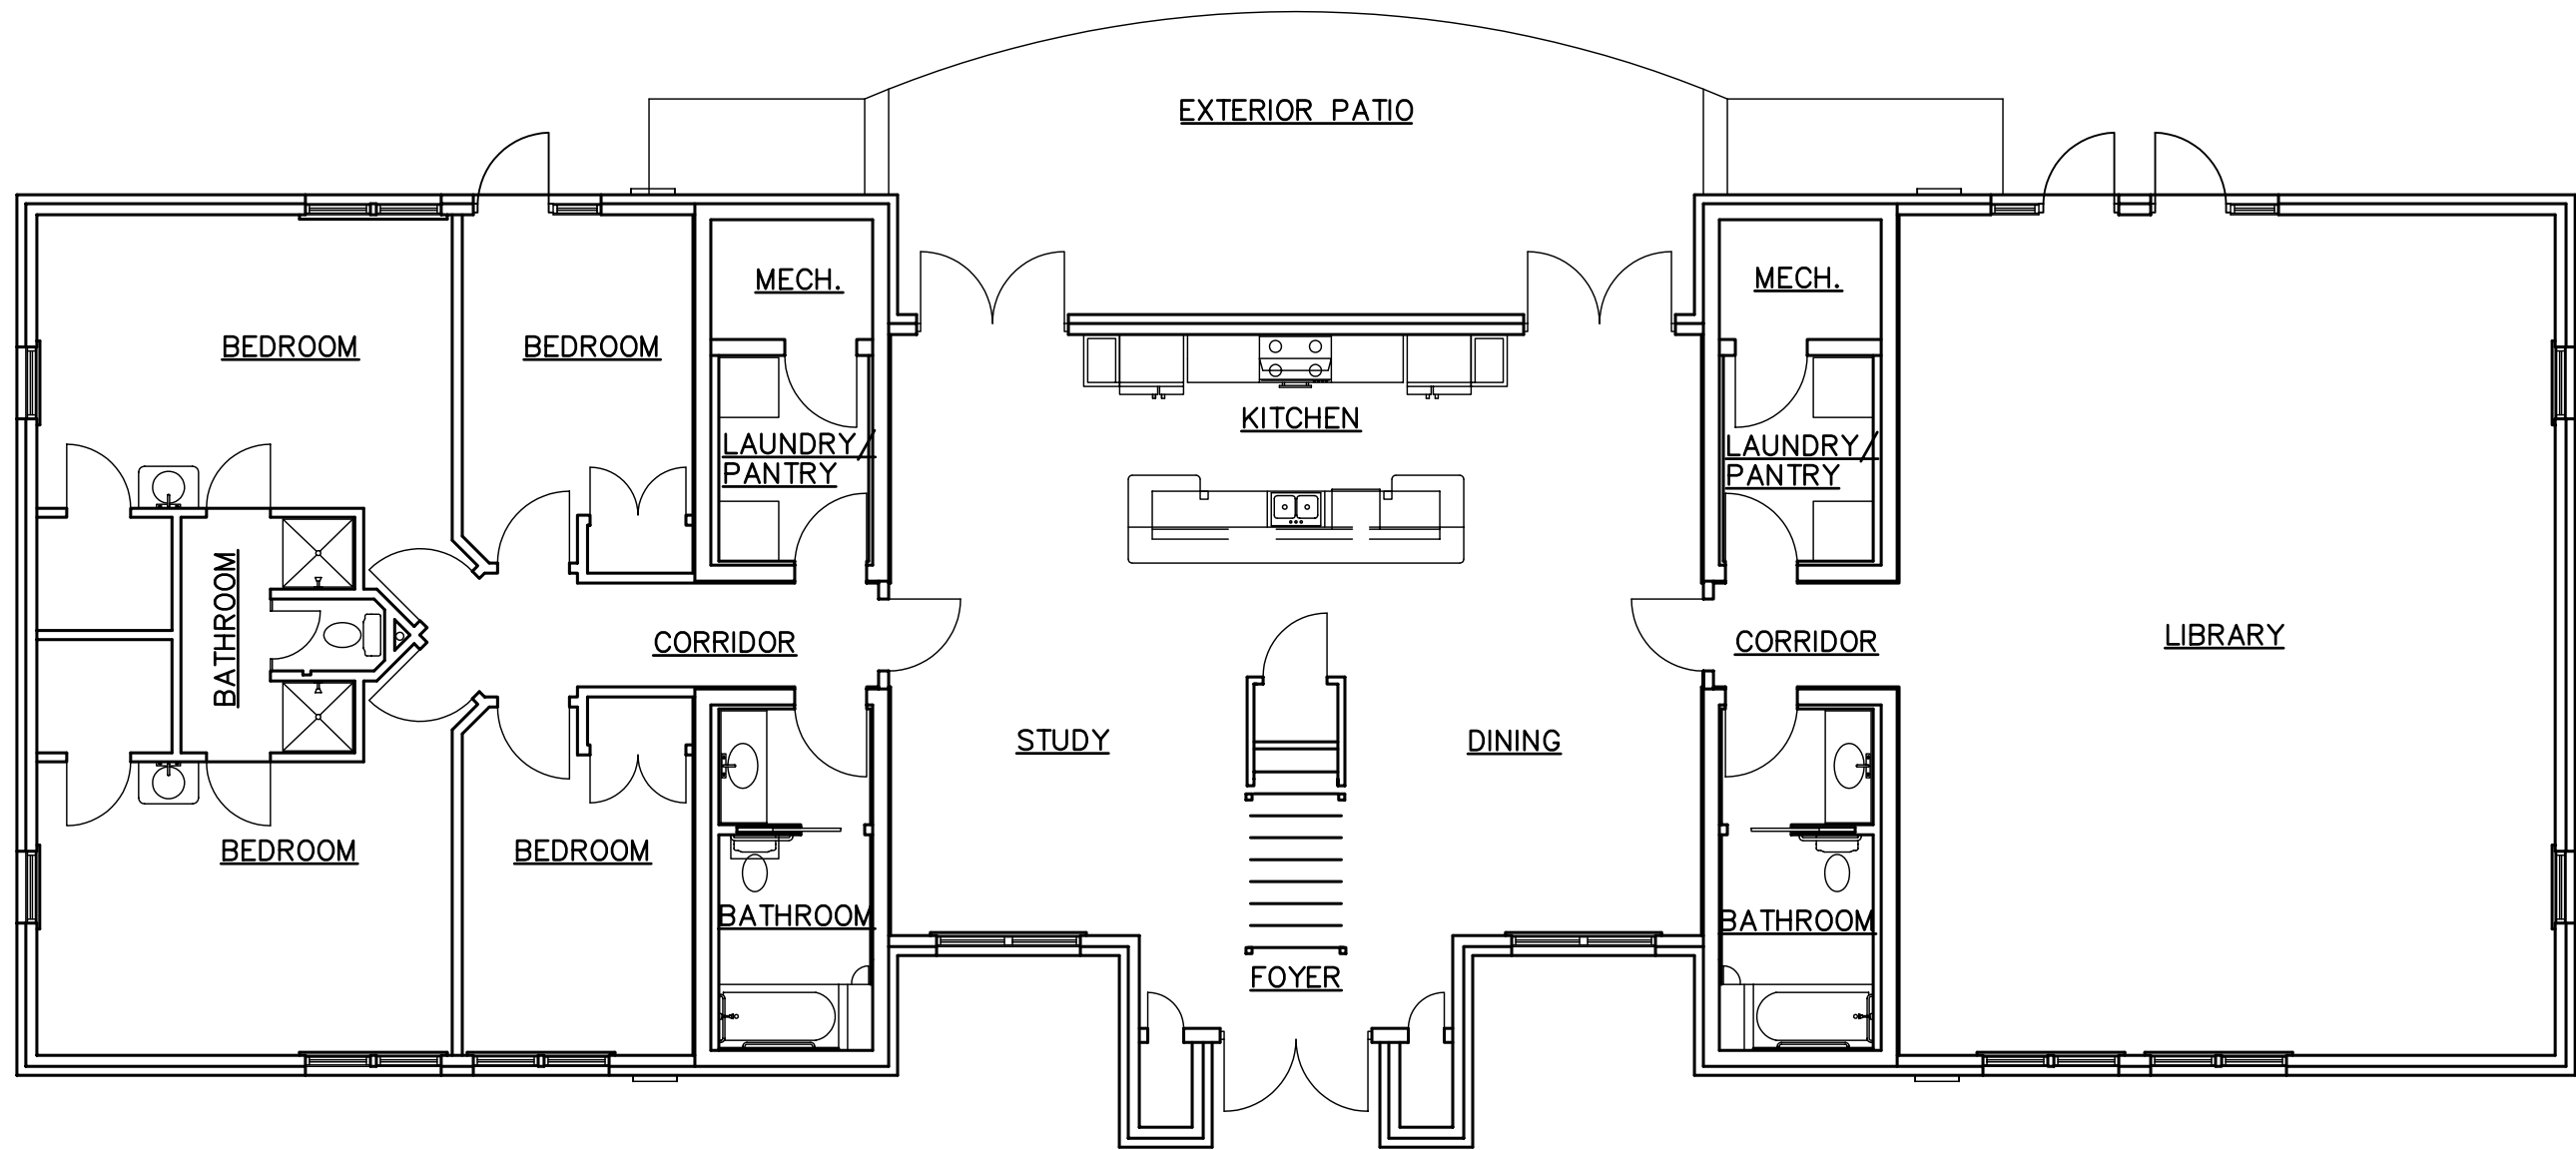 EXTERIOR PATIO
MECH.
MECH.
BEDROOM
BEDROOM
KITCHEN
LAUNDRY/
PANTRY
LAUNDRY/
PANTRY
BATHROOM
CORRIDOR
CORRIDOR
LIBRARY
STUDY
DINING
BEDROOM
BEDROOM
BATHROOM
BATHROOM
FOYER